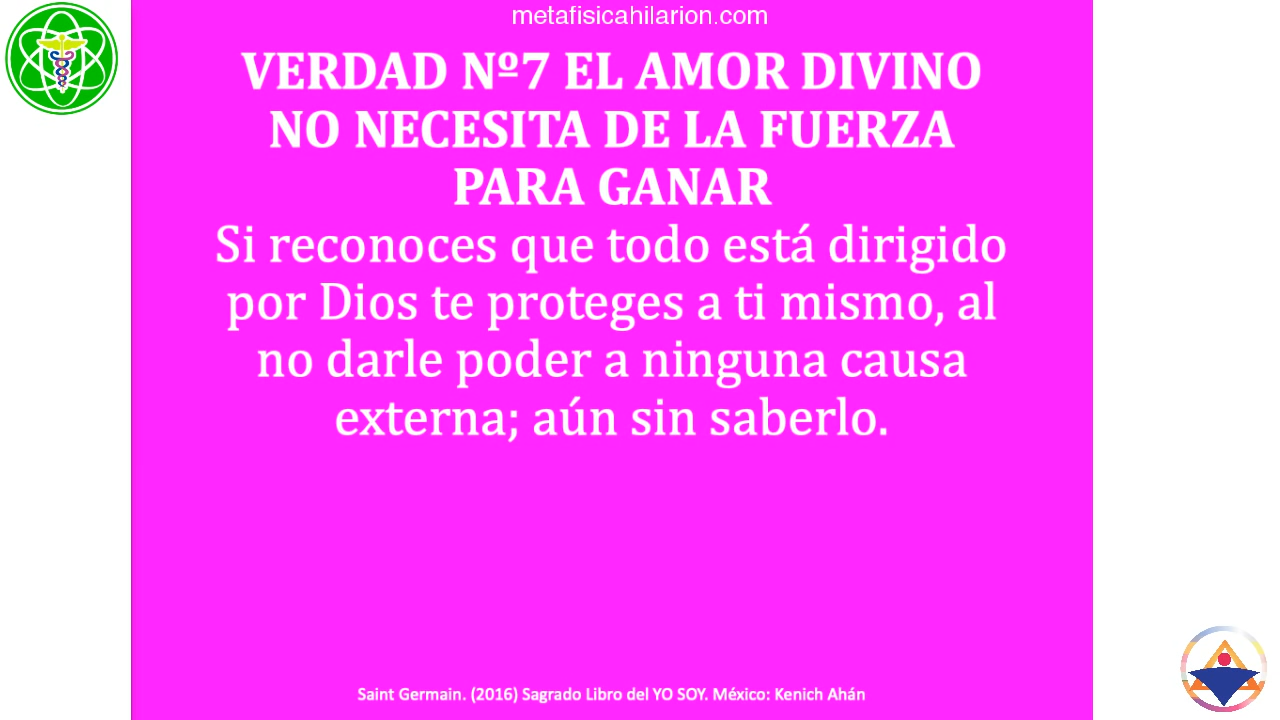 metafisicahilarion.com
VERDAD Nº7 EL AMOR DIVINO
NO NECESITA DE LA FUERZA
PARA GANAR
Si reconoces que todo está dirigido
por Dios te proteges a ti mismo, al
no darle poder a ninguna causa
externa; aún sin saberlo.
Saint Germain. (2016) Sagrado Libro del YO SOY. México: Kenich Ahán